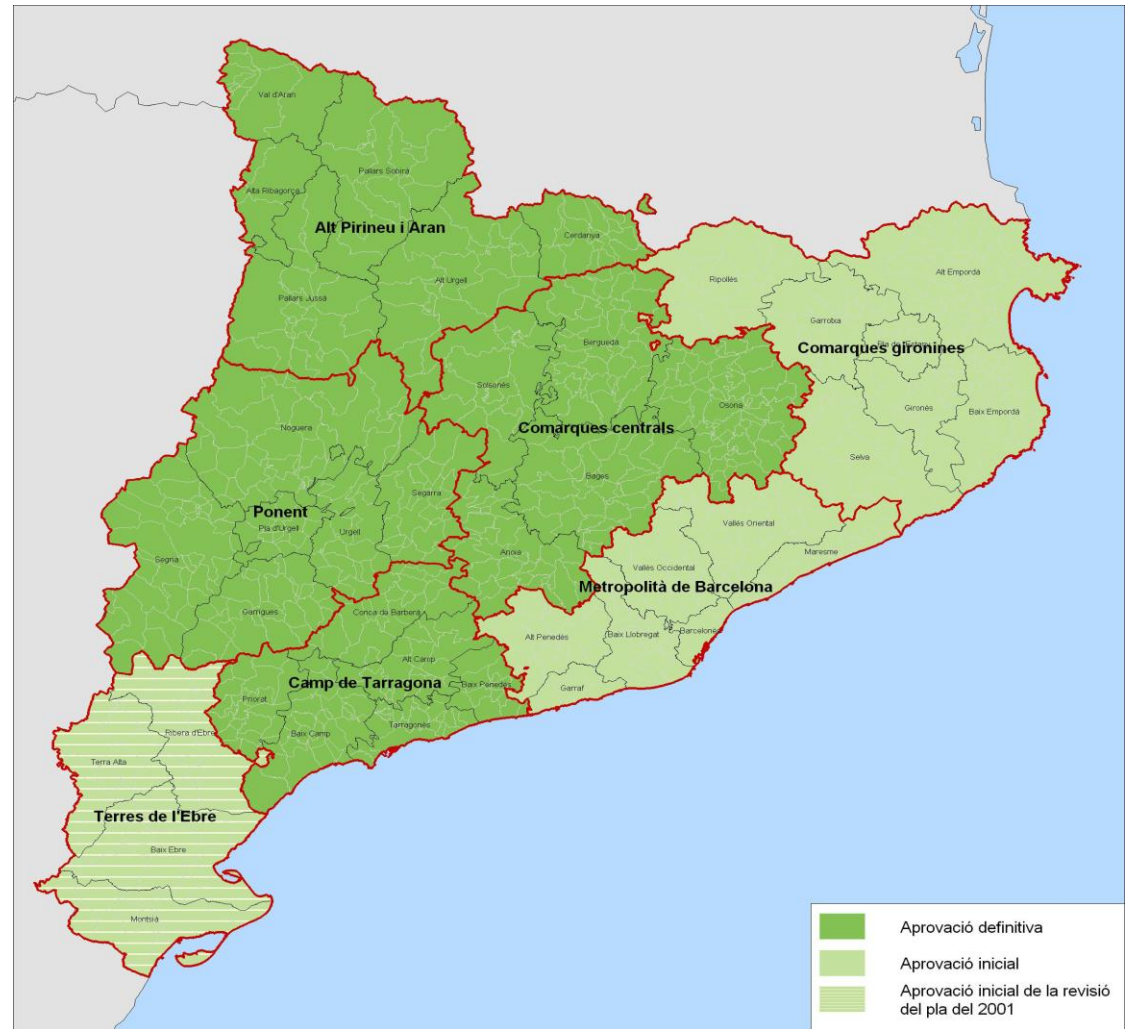 Val d'Aran
Pallars Sobirà
Alta Ribagorça
Alt Pirineu i Aran
Cerdanya
Alt Urgell
Ripollès
Alt Empordà
Pallars Jussà
Garrotxa
Berguedà
Pla de l'Estany
Comarques gironines
Solsonès
Osona
Gironès
Baix Empordà
Noguera
Comarques centrals
Selva
Bages
Segarra
Ponent
Pla d'Urgell
Urgell
Vallès Oriental
Anoia
Maresme
Segrià
Vallès Occidental
Metropolità de Barcelona
Garrigues
Conca de Barberà
Alt Penedès
Baix Llobregat
Barcelonès
Alt Camp
Camp de Tarragona
Baix Penedès
Garraf
Priorat
Tarragonès
Baix Camp
Ribera d'Ebre
Terra Alta
Terres de l'Ebre
Baix Ebre
Montsià
Aprovació definitiva
Aprovació inicial
Aprovació inicial de la revisió
del pla del 2001